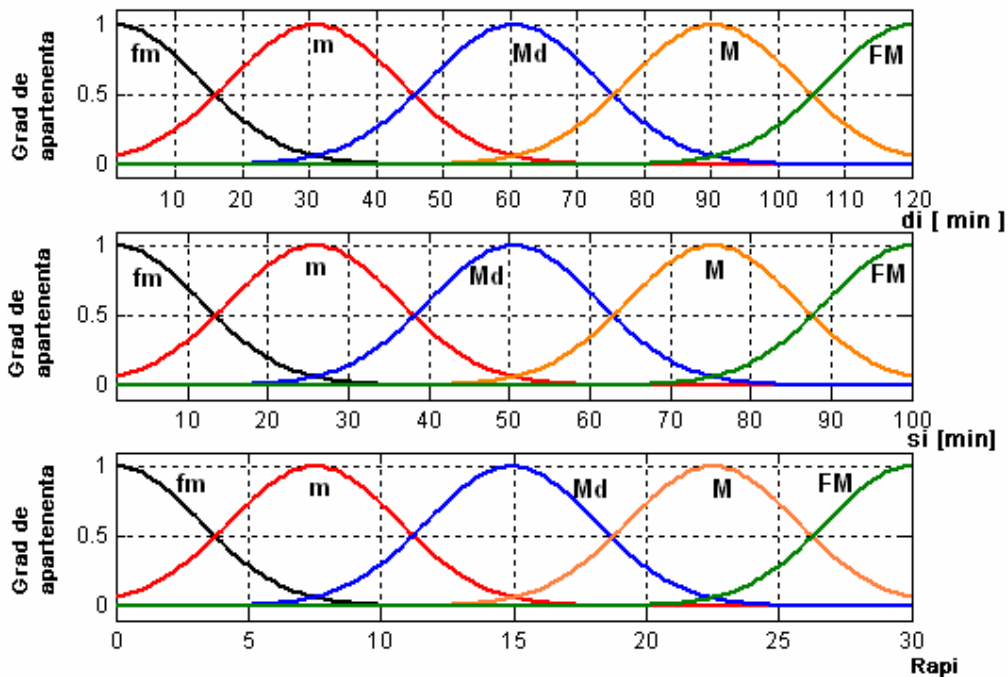 Grad de
apartenenta
1
0.5
0
fm
m
Md
M
FM
10 20 30 40 50 60 70 80 90 100 110 120
di [ min ]
Grad de
apartenenta
1
0.5
0
fm
m
Md
M
FM
10 20 30 40 50 60 70 80 90 100
si [min]
Grad de
apartenenta
1
0.5
0
fm
m
Md
M
FM
0 5 10 15 20 25 30
Rapi